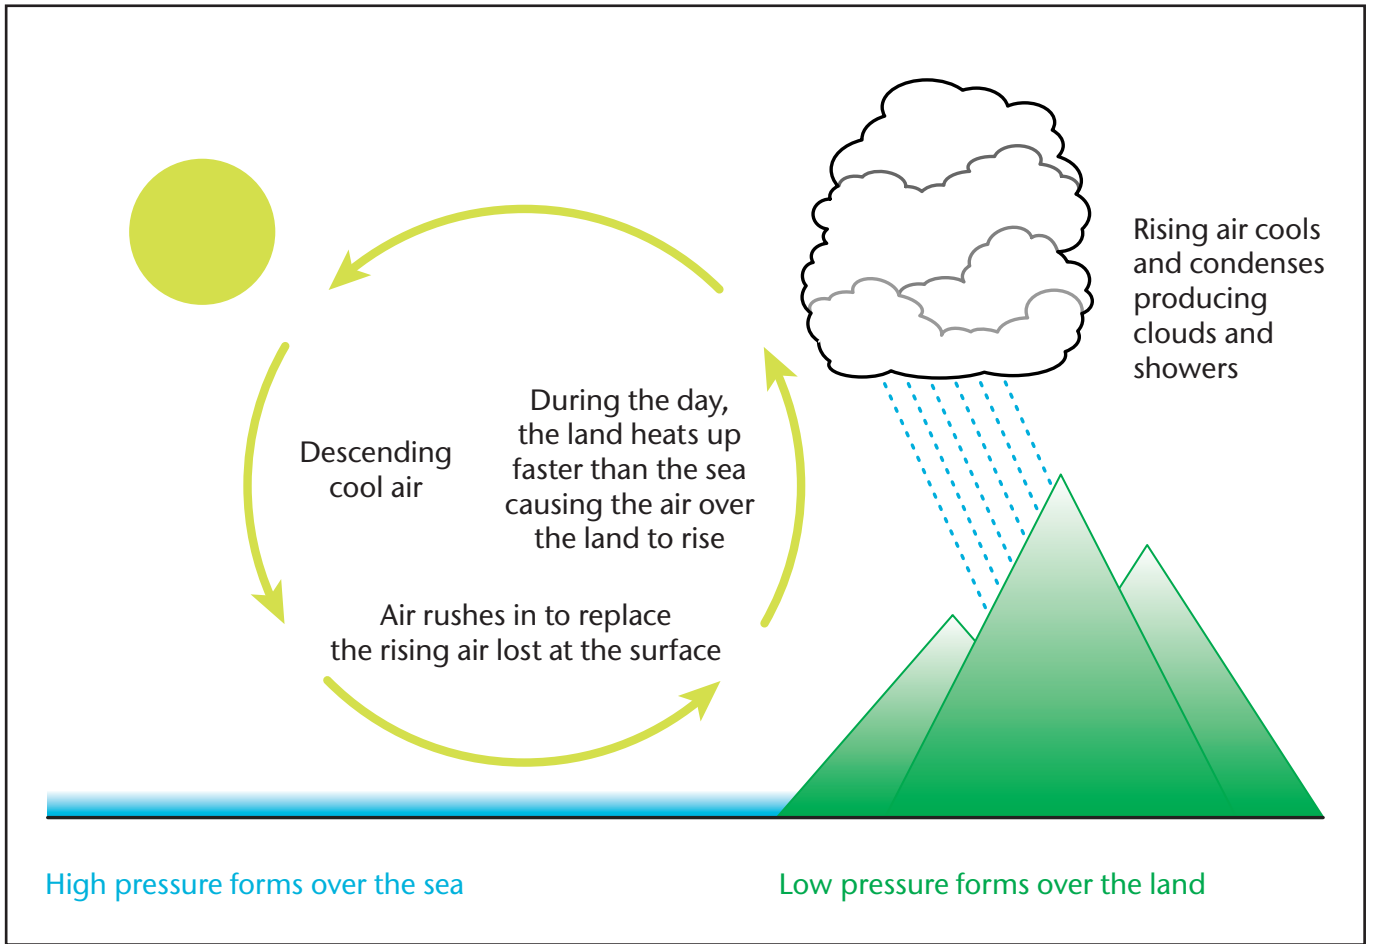 Rising air cools
and condenses
producing
clouds and
showers
During the day,
the land heats up
faster than the sea
causing the air over
the land to rise
Descending
cool air
Air rushes in to replace
the rising air lost at the surface
High pressure forms over the sea
Low pressure forms over the land